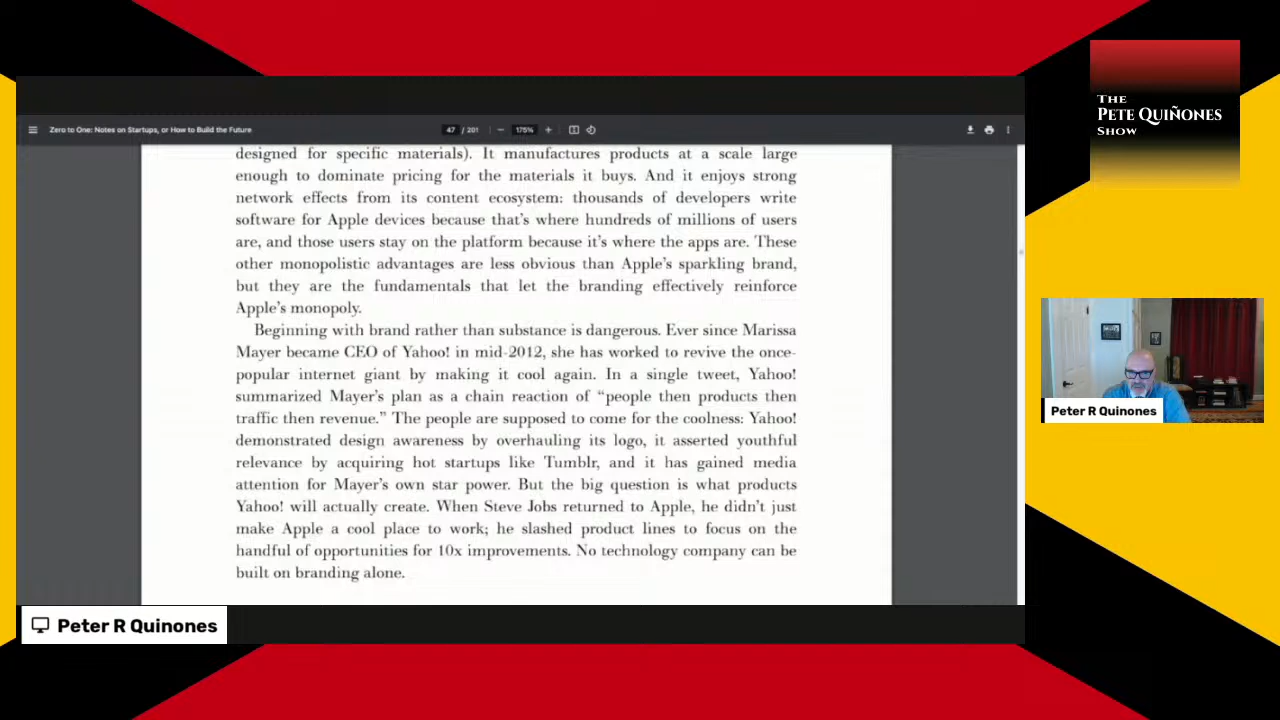 THE
PETE QUIÑONES
SHOW
Zero to One: Notes on Startups, or How to Build the Future
47 / 201
175%
designed for specific materials). It manufactures products at a scale large
enough to dominate pricing for the materials it buys. And it enjoys strong
network effects from its content ecosystem: thousands of developers write
software for Apple devices because that's where hundreds of millions of users
are, and those users stay on the platform because it's where the apps are. These
other monopolistic advantages are less obvious than Apple's sparkling brand,
but they are the fundamentals that let the branding effectively reinforce
Apple's monopoly.
Beginning with brand rather than substance is dangerous. Ever since Marissa
Mayer became CEO of Yahoo! in mid-2012, she has worked to revive the once-
popular internet giant by making it cool again. In a single tweet, Yahoo!
summarized Mayer's plan as a chain reaction of “people then products then
traffic then revenue.” The people are supposed to come for the coolness: Yahoo!
demonstrated design awareness by overhauling its logo, it asserted youthful
relevance by acquiring hot startups like Tumblr, and it has gained media
attention for Mayer's own star power. But the big question is what products
Yahoo! will actually create. When Steve Jobs returned to Apple, he didn't just
make Apple a cool place to work; he slashed product lines to focus on the
handful of opportunities for 10x improvements. No technology company can be
built on branding alone.
Peter R Quinones
Peter R Quinones